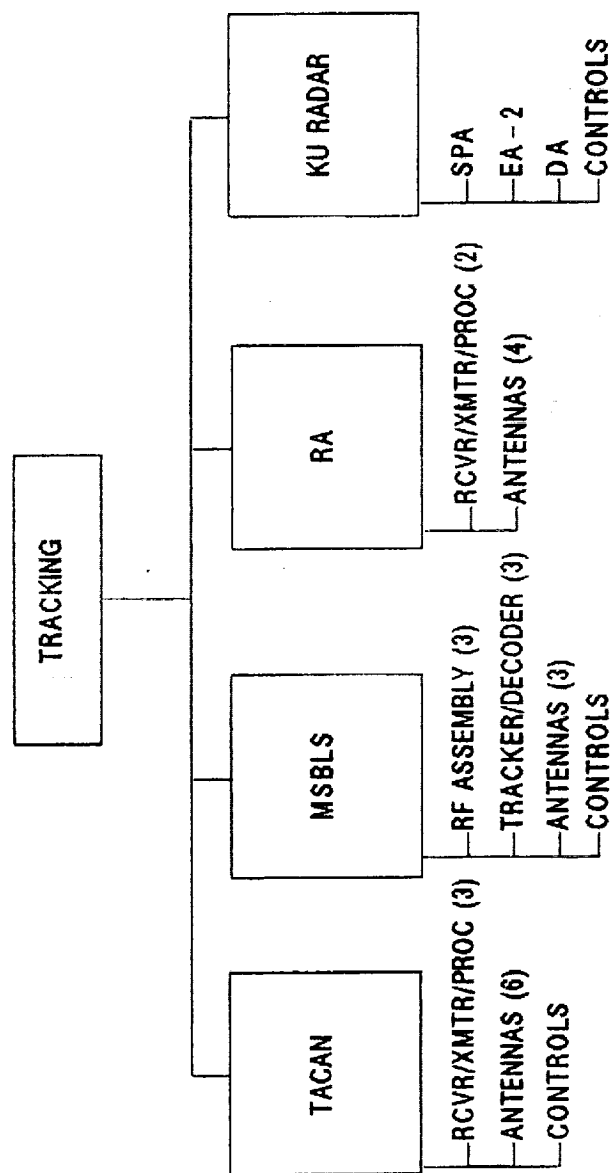 TRACKING
TACAN
RCVR/XMTR/PROC (3)
ANTENNAS (6)
CONTROLS
MSBLS
RF ASSEMBLY (3)
TRACKER/DECODER (3)
ANTENNAS (3)
CONTROLS
RA
RCVR/XMTR/PROC (2)
ANTENNAS (4)
KU RADAR
SPA
EA-2
DA
CONTROLS